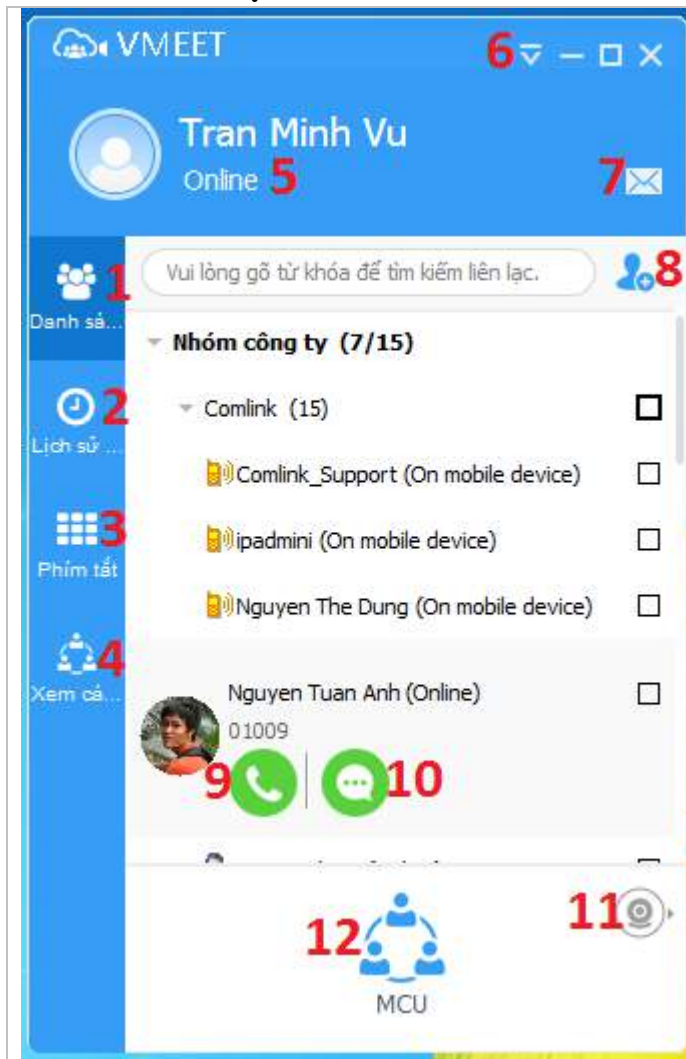 VMEET
6
Tran Minh Vu
Online 5
7
1
Danh sá...
Vui lòng gõ từ khóa để tìm kiếm liên lạc.
8
Nhóm công ty (7/15)
2
Lịch sử ...
Comlink (15)
Comlink_Support (On mobile device)
3
Phím tắt
ipadmini (On mobile device)
Nguyen The Dung (On mobile device)
4
Xem cá...
Nguyen Tuan Anh (Online)
01009
9
10
11
12
MCU